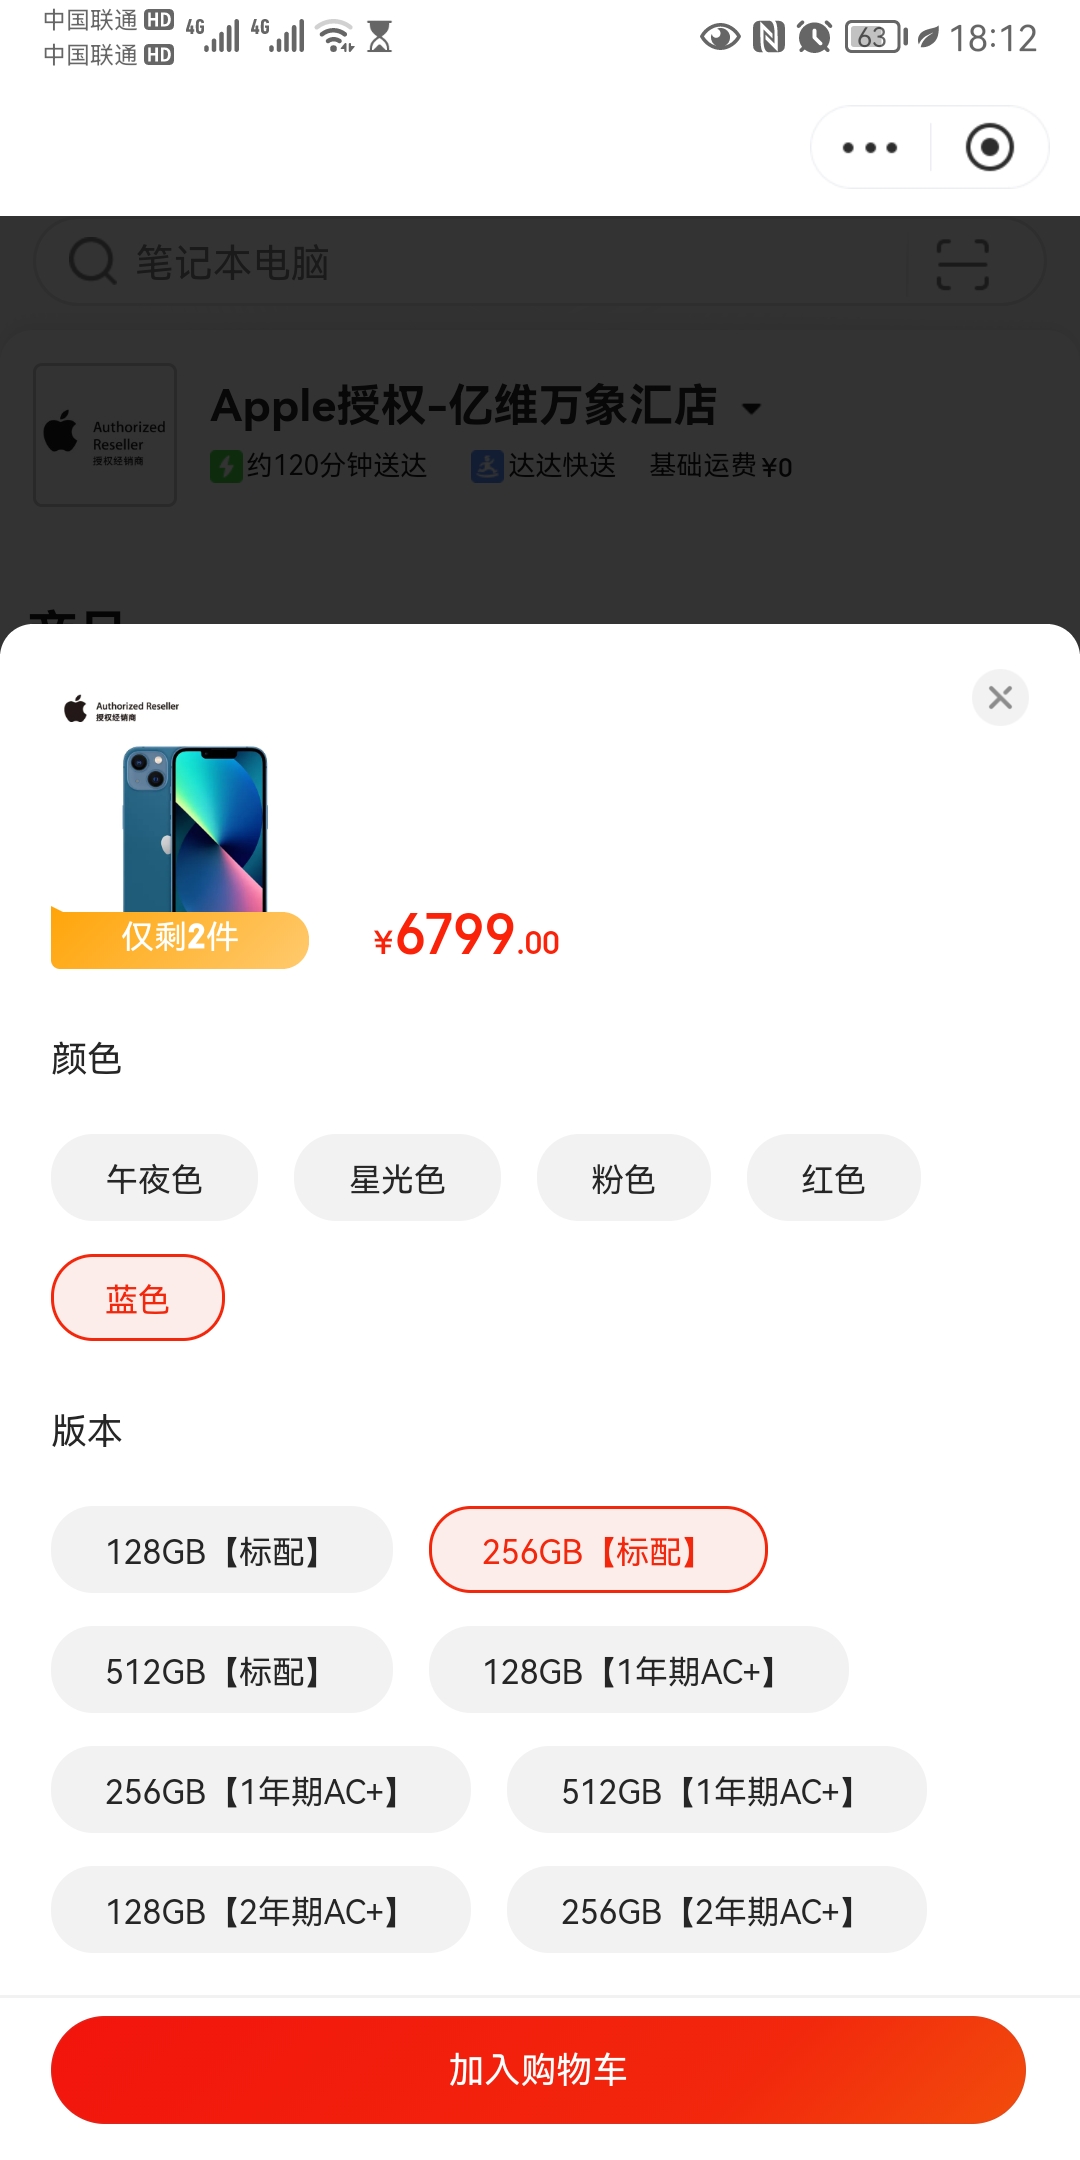 中国联通 HD 4G 4G 63 18:12
中国联通 HD
笔记本电脑
Apple授权-亿维万象汇店
Authorized
Reseller
授权经销商
约120分钟送达 达达快送 基础运费¥0
Authorized Reseller
授权经销商
仅剩2件
¥6799.00
颜色
午夜色 星光色 粉色 红色
蓝色
版本
128GB【标配】 256GB【标配】
512GB【标配】 128GB【1年期AC+】
256GB【1年期AC+】 512GB【1年期AC+】
128GB【2年期AC+】 256GB【2年期AC+】
加入购物车